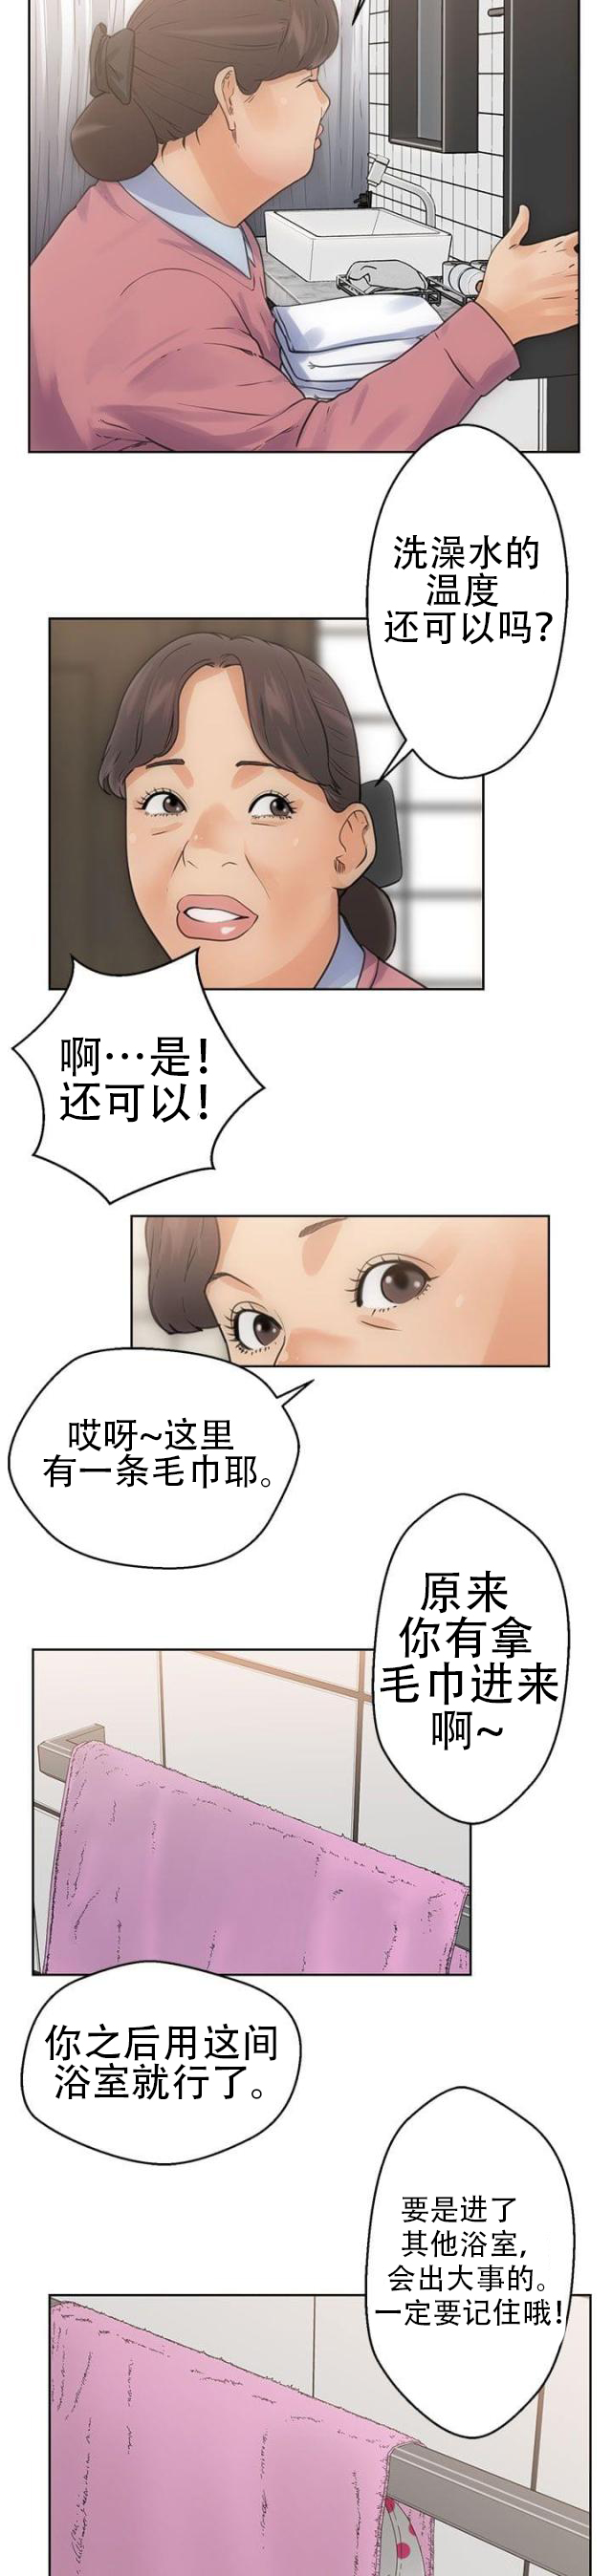 洗澡水的
温度
还可以吗?
啊…是!
还可以!
哎呀~这里
有一条毛巾耶。
原来
你有拿
毛巾进来
啊~
你之后用这间
浴室就行了。
要是进了
其他浴室,
会出大事的。
一定要记住哦!